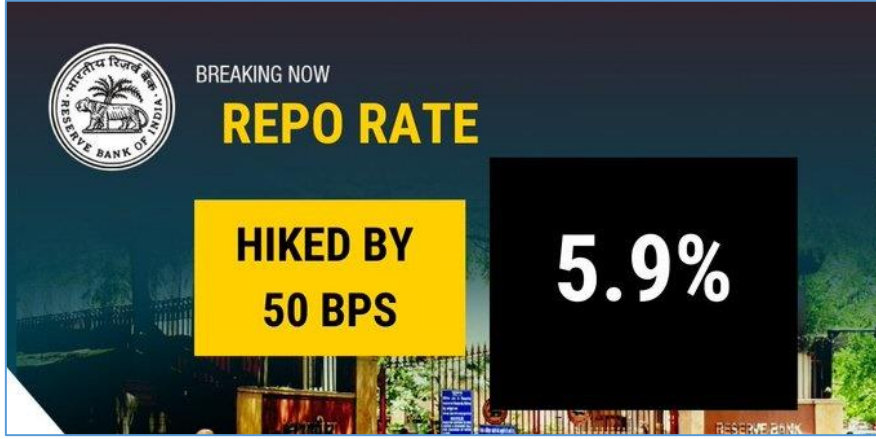 भारतीय रिज़र्व बैंक
RESERVE BANK OF INDIA
BREAKING NOW
REPO RATE
HIKED BY
50 BPS
5.9%
RESERVE BANK